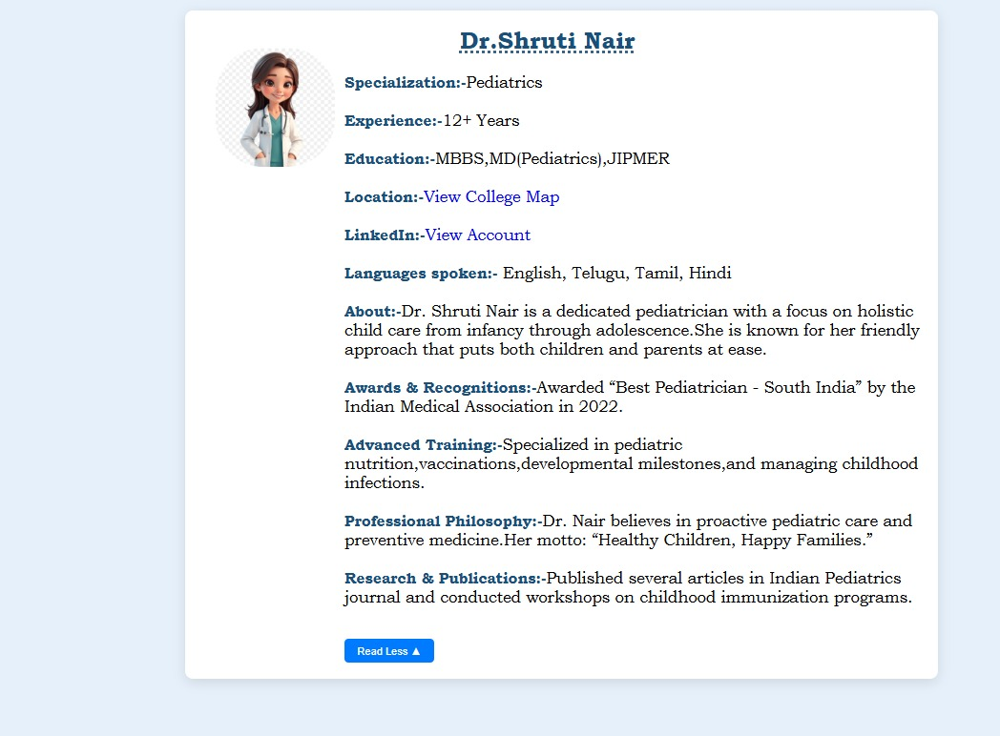 Dr.Shruti Nair
Specialization:-Pediatrics
Experience:-12+ Years
Education:-MBBS,MD(Pediatrics),JIPMER
Location:-View College Map
LinkedIn:-View Account
Languages spoken:- English, Telugu, Tamil, Hindi
About:-Dr. Shruti Nair is a dedicated pediatrician with a focus on holistic
child care from infancy through adolescence.She is known for her friendly
approach that puts both children and parents at ease.
Awards & Recognitions:-Awarded “Best Pediatrician - South India” by the
Indian Medical Association in 2022.
Advanced Training:-Specialized in pediatric
nutrition,vaccinations,developmental milestones,and managing childhood
infections.
Professional Philosophy:-Dr. Nair believes in proactive pediatric care and
preventive medicine.Her motto: “Healthy Children, Happy Families.”
Research & Publications:-Published several articles in Indian Pediatrics
journal and conducted workshops on childhood immunization programs.
Read Less ▲